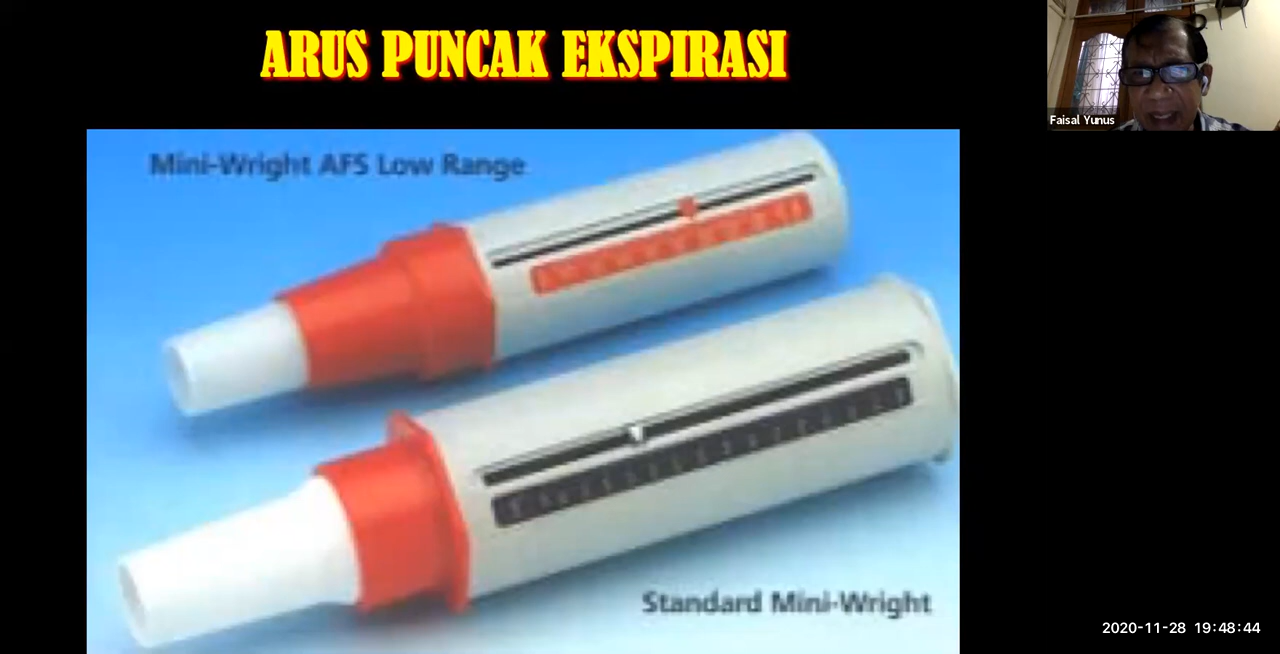 ARUS PUNCAK EKSPIRASI
Faisal Yunus
Mini-Wright AFS Low Range
Standard Mini-Wright
2020-11-28 19:48:44